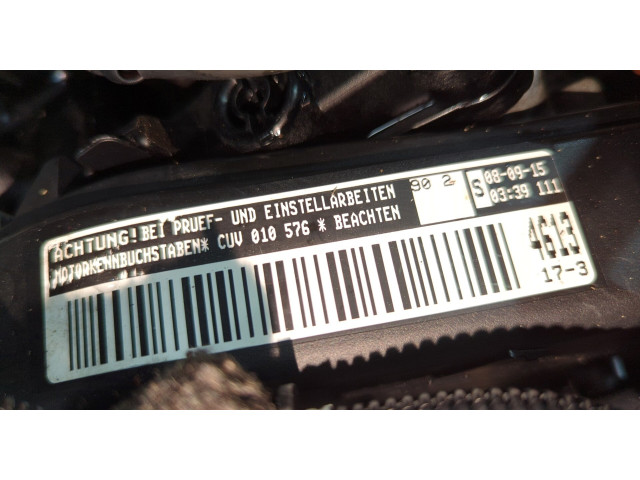 ACHTUNG! BEI PRUEF- UND EINSTELLARBEITEN
MOTORKENNBUCHSTABEN* CUV 010 576 * BEACHTEN
90 2
S
08-09-15
03:39 111
4613
17-3